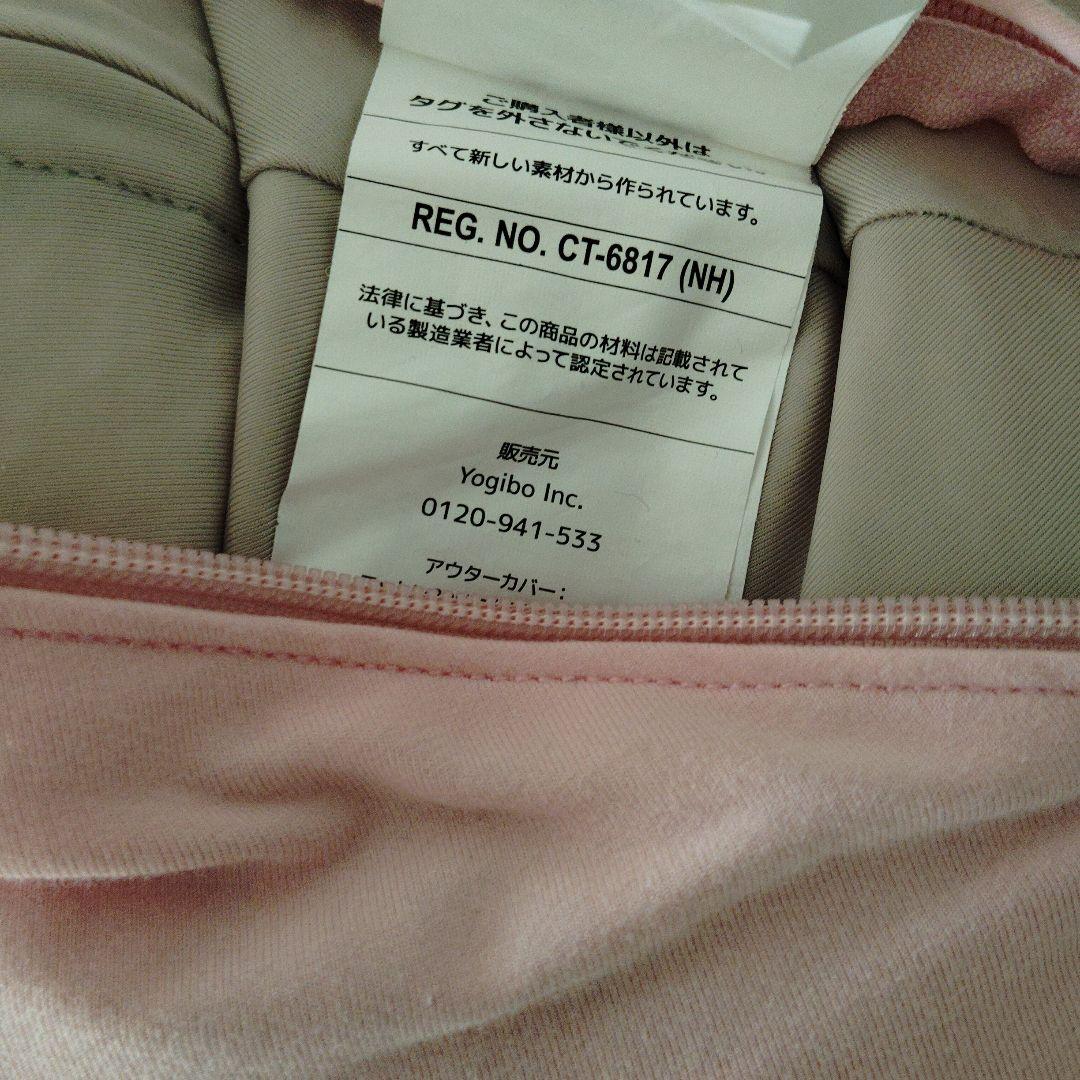 ご購入者様以外は
タグを外さないでください
すべて新しい素材から作られています。
REG. NO. CT-6817 (NH)
法律に基づき、この商品の材料は記載されて
いる製造業者によって認定されています。
販売元
Yogibo Inc.
0120-941-533
アウターカバー：